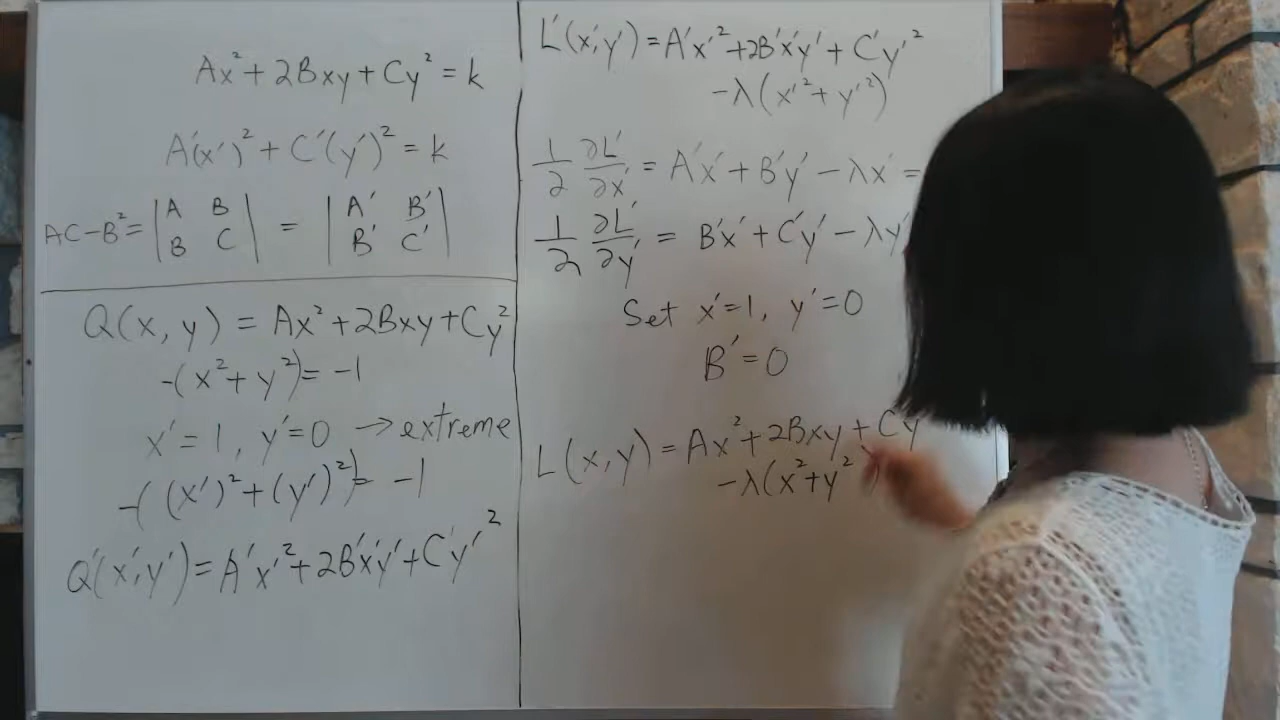 Ax²+2Bxy+Cy²=k
A'(x')²+C'(y')²=k
AC-B²=|A B| = |A' B'|
|B C| |B' C'|
Q(x,y)=Ax²+2Bxy+Cy²
-(x²+y²)=-1
x'=1, y'=0 →extreme
-((x')²+(y')²)=-1
Q'(x',y')=A'x'²+2B'x'y'+C'y'²
L'(x',y')=A'x'²+2B'x'y'+C'y'²
-λ(x'²+y'²)
1/2 ∂L'/∂x' = A'x'+B'y'-λx'=
1/2 ∂L'/∂y' = B'x'+C'y'-λy'
Set x'=1, y'=0
B'=0
L(x,y)=Ax²+2Bxy+Cy
-λ(x²+y²)